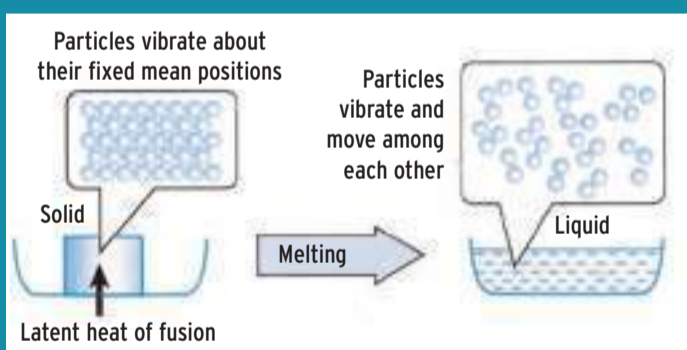 Particles vibrate about
their fixed mean positions
Solid
Latent heat of fusion
Melting
Particles
vibrate and
move among
each other
Liquid